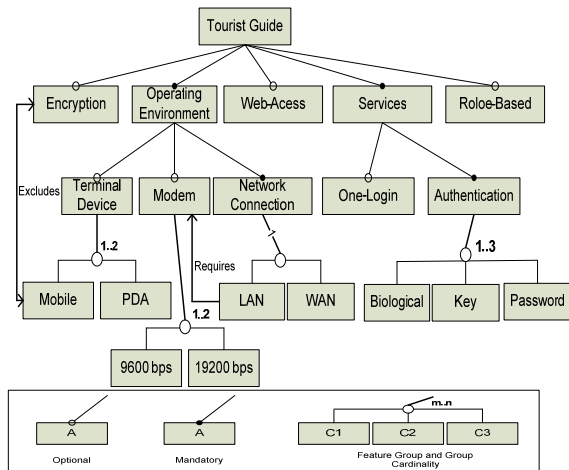 Tourist Guide
Encryption
Operating
Environment
Web-Acess
Services
Roloe-Based
Excludes
Terminal
Device
Modem
Network
Connection
One-Login
Authentication
1..2
Requires
1..3
Mobile
PDA
LAN
WAN
Biological
Key
Password
1..2
9600 bps
19200 bps
m..n
A
A
C1
C2
C3
Optional
Mandatory
Feature Group and Group
Cardinality